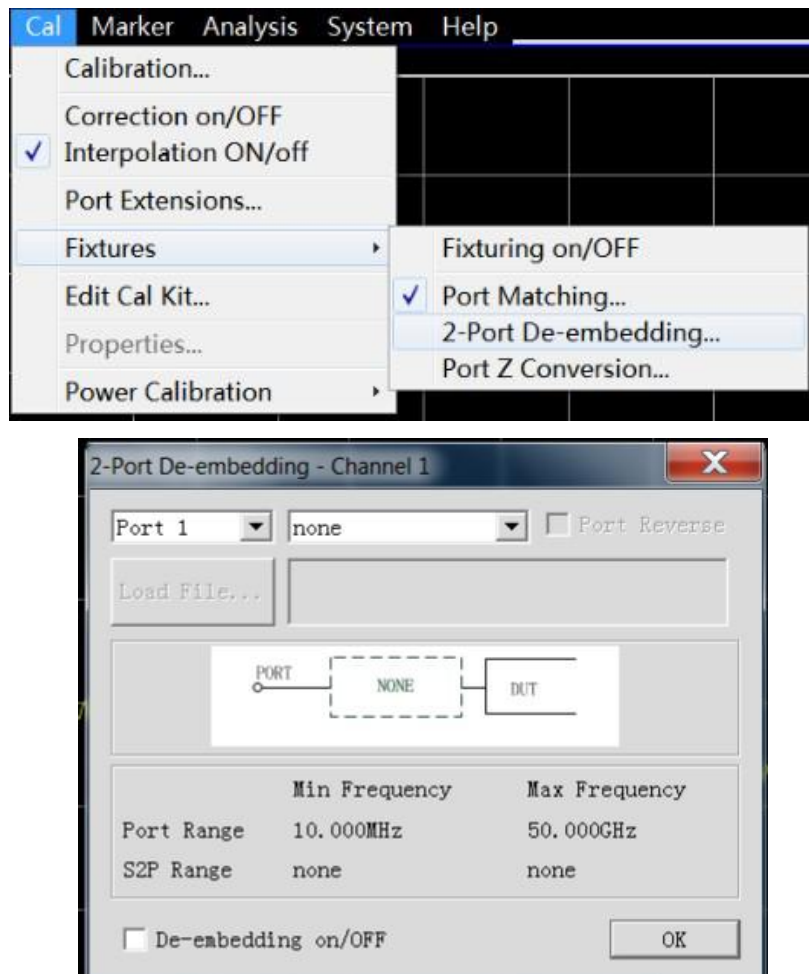 Cal Marker Analysis System Help
Calibration...
Correction on/OFF
Interpolation ON/off
Port Extensions...
Fixtures
Fixturing on/OFF
Edit Cal Kit...
Port Matching...
Properties...
2-Port De-embedding...
Power Calibration
Port Z Conversion...
2-Port De-embedding - Channel 1
Port 1 none Port Reverse
Load File...
PORT NONE DUT
Min Frequency Max Frequency
Port Range 10.000MHz 50.000GHz
S2P Range none none
De-embedding on/OFF OK